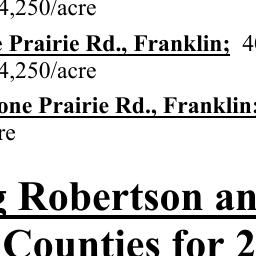 4,250/acre
e Prairie Rd., Franklin; 40
4,250/acre
one Prairie Rd., Franklin:
re
g Robertson an
Counties for 2